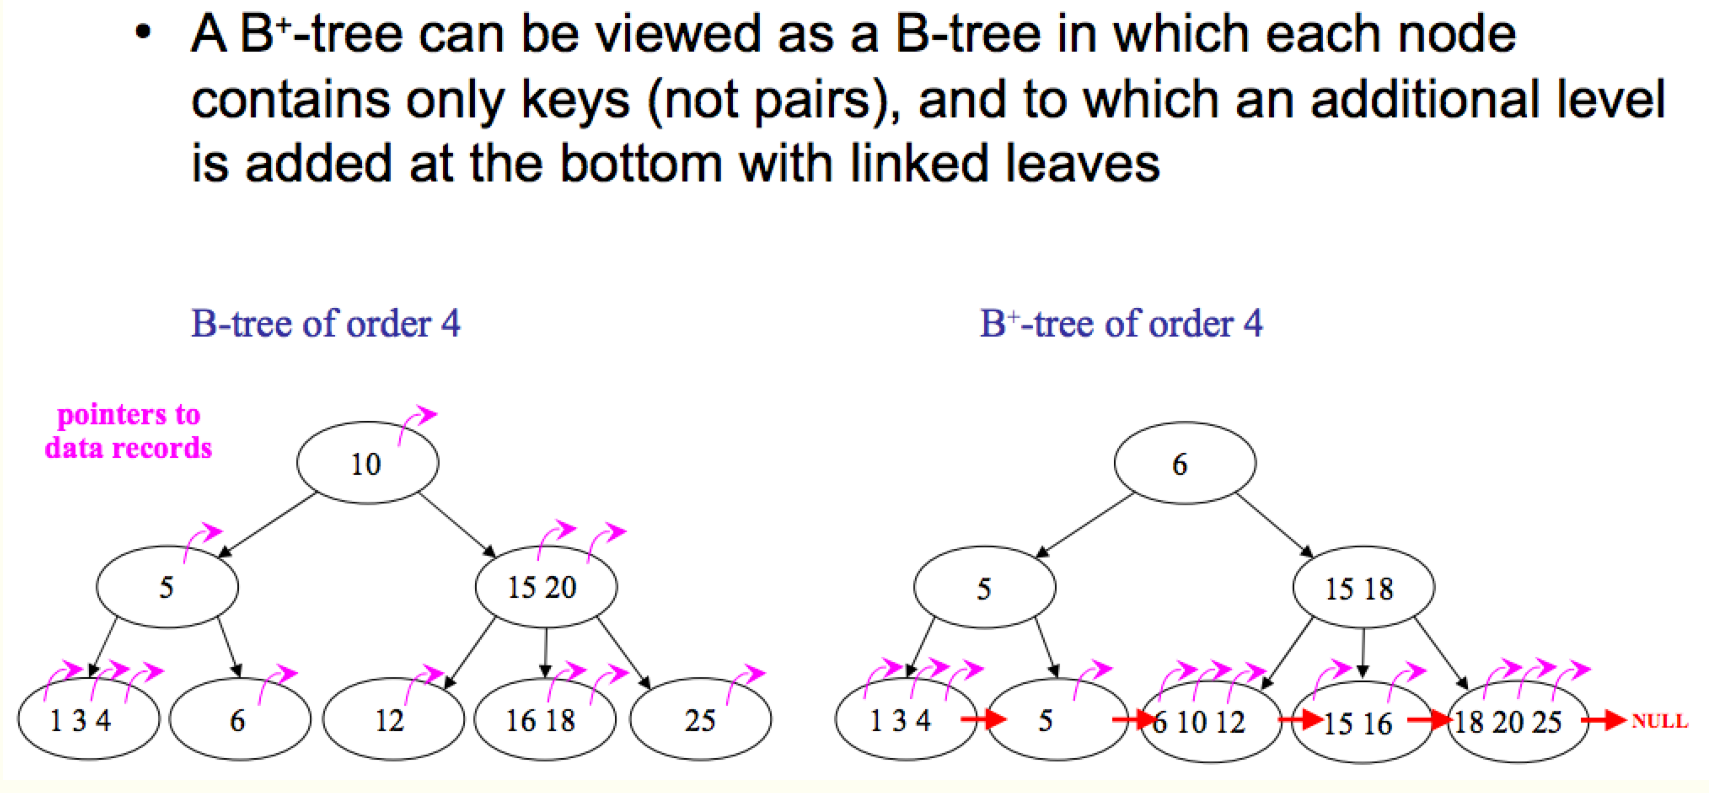 • A B⁺-tree can be viewed as a B-tree in which each node
contains only keys (not pairs), and to which an additional level
is added at the bottom with linked leaves
B-tree of order 4
B⁺-tree of order 4
pointers to
data records
10
5
15 20
1 3 4
6
12
16 18
25
6
5
15 18
1 3 4
5
6 10 12
15 16
18 20 25
NULL